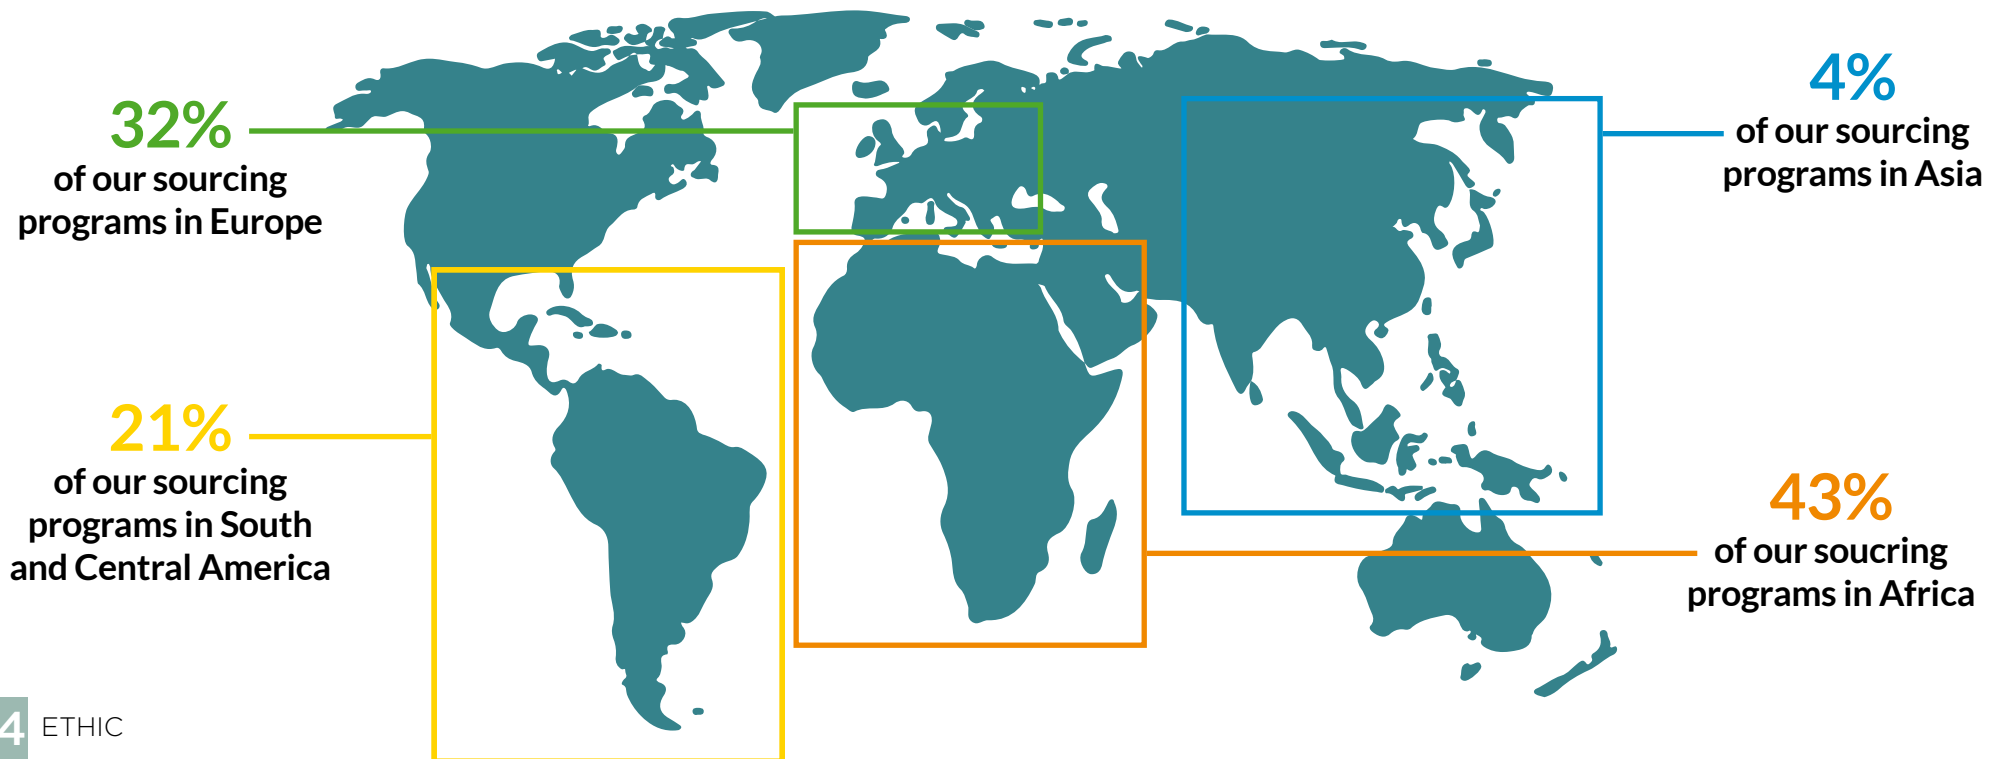 32%
of our sourcing
programs in Europe
4%
of our sourcing
programs in Asia
21%
of our sourcing
programs in South
and Central America
43%
of our soucring
programs in Africa
4 ETHIC